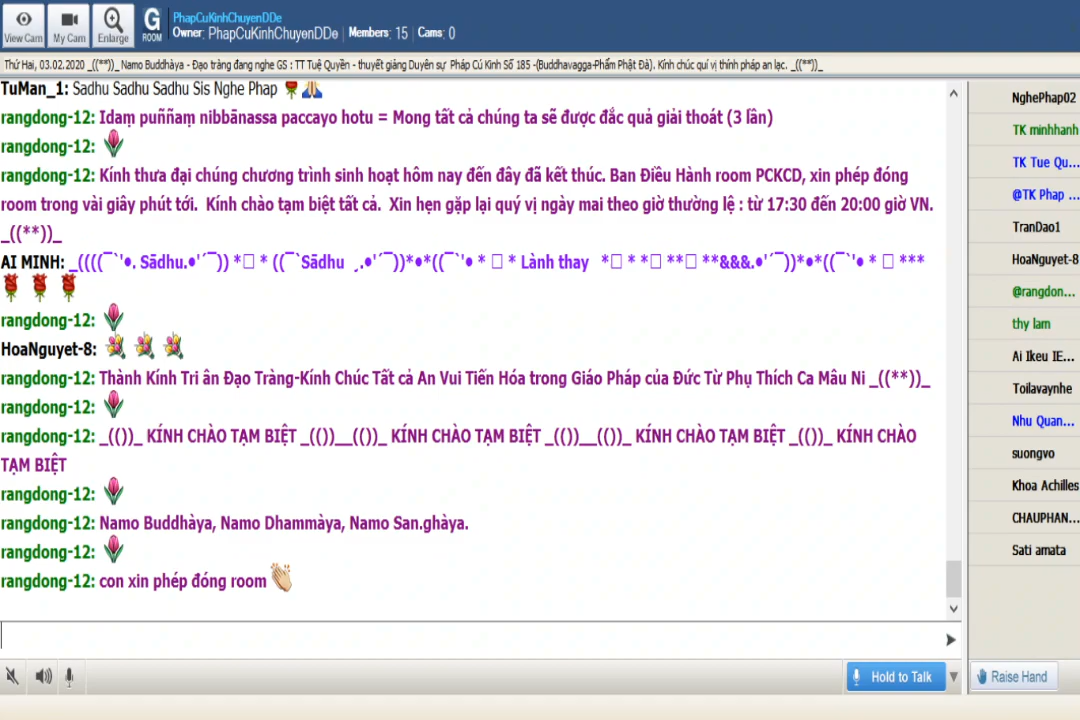 View Cam
My Cam
Enlarge
G
ROOM
PhapCuKinhChuyenDDe
Owner: PhapCuKinhChuyenDDe | Members: 15 | Cams: 0
Thứ Hai, 03.02.2020 _((**))_ Namo Buddhàya - Đạo tràng đang nghe GS : TT Tuệ Quyền - thuyết giảng Duyên sự Pháp Cú Kinh Số 185 -(Buddhavagga-Phẩm Phật Đà). Kính chúc quí vị thính pháp an lạc. _((**))_
TuMan_1: Sadhu Sadhu Sadhu Sis Nghe Phap
rangdong-12: Idaṃ puññaṃ nibbānassa paccayo hotu = Mong tất cả chúng ta sẽ được đắc quả giải thoát (3 lần)
rangdong-12:
rangdong-12: Kính thưa đại chúng chương trình sinh hoạt hôm nay đến đây đã kết thúc. Ban Điều Hành room PCKCD, xin phép đóng
room trong vài giây phút tới. Kính chào tạm biệt tất cả. Xin hẹn gặp lại quý vị ngày mai theo giờ thường lệ : từ 17:30 đến 20:00 giờ VN.
_((**))_
AI MINH: _((((¯`'•. Sādhu.•'´¯)) *□ * ((¯`Sādhu ¸.•'´¯))*•*((¯`'• * □ * Lành thay *□ * *□ **□ **&&&.•'´¯))*•*((¯`'• * □ ***
rangdong-12:
HoaNguyet-8:
rangdong-12: Thành Kính Tri ân Đạo Tràng-Kính Chúc Tất cả An Vui Tiến Hóa trong Giáo Pháp của Đức Từ Phụ Thích Ca Mâu Ni _((**))_
rangdong-12:
rangdong-12: _(())_ KÍNH CHÀO TẠM BIỆT _(())__(())_ KÍNH CHÀO TẠM BIỆT _(())__(())_ KÍNH CHÀO TẠM BIỆT _(())_ KÍNH CHÀO
TẠM BIỆT
rangdong-12:
rangdong-12: Namo Buddhàya, Namo Dhammàya, Namo San.ghàya.
rangdong-12:
rangdong-12: con xin phép đóng room
NghePhap02
TK minhhanh
TK Tue Qu...
@TK Phap ...
TranDao1
HoaNguyet-8
@rangdon...
thy lam
Ai Ikeu IE...
Toilavaynhe
Nhu Quan...
suongvo
Khoa Achilles
CHAUPHAN...
Sati amata
Hold to Talk
Raise Hand